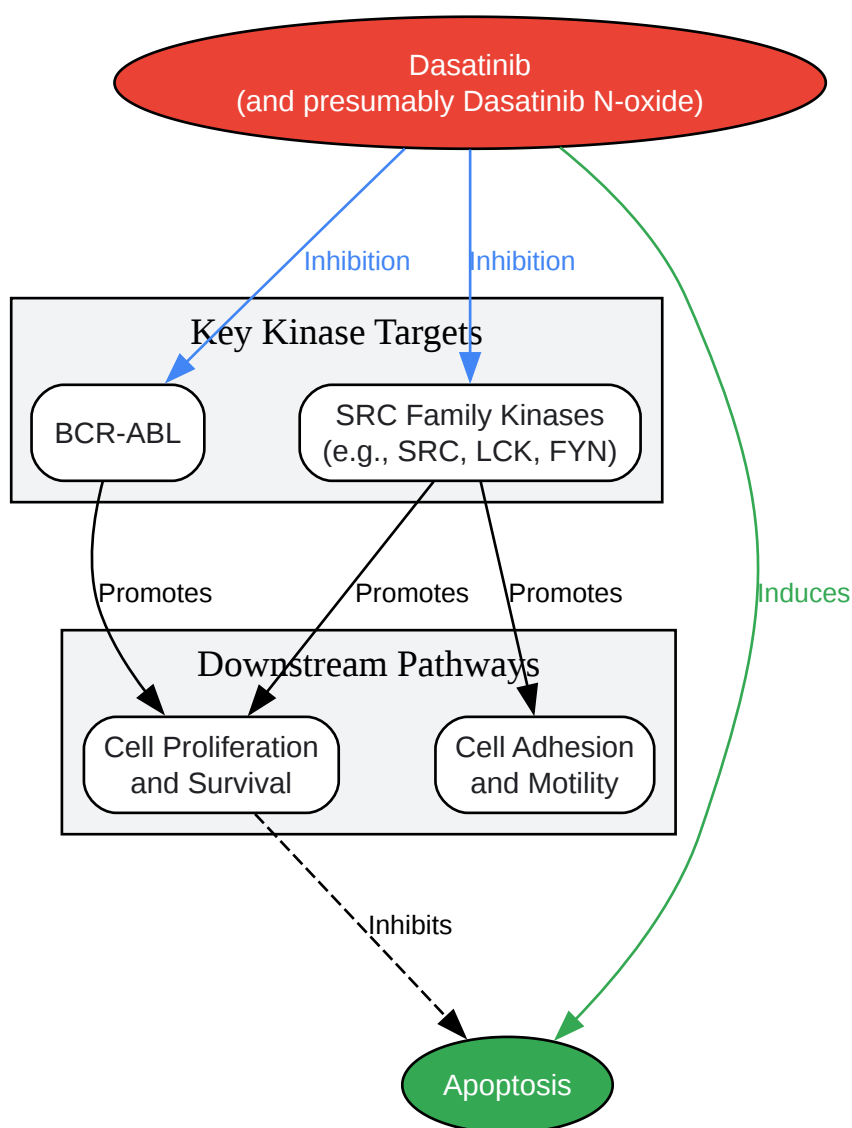 Dasatinib
(and presumably Dasatinib N-oxide)
Inhibition
Inhibition
Key Kinase Targets
BCR-ABL
SRC Family Kinases
(e.g., SRC, LCK, FYN)
Promotes
Promotes
Promotes
Induces
Downstream Pathways
Cell Proliferation
and Survival
Cell Adhesion
and Motility
Inhibits
Apoptosis